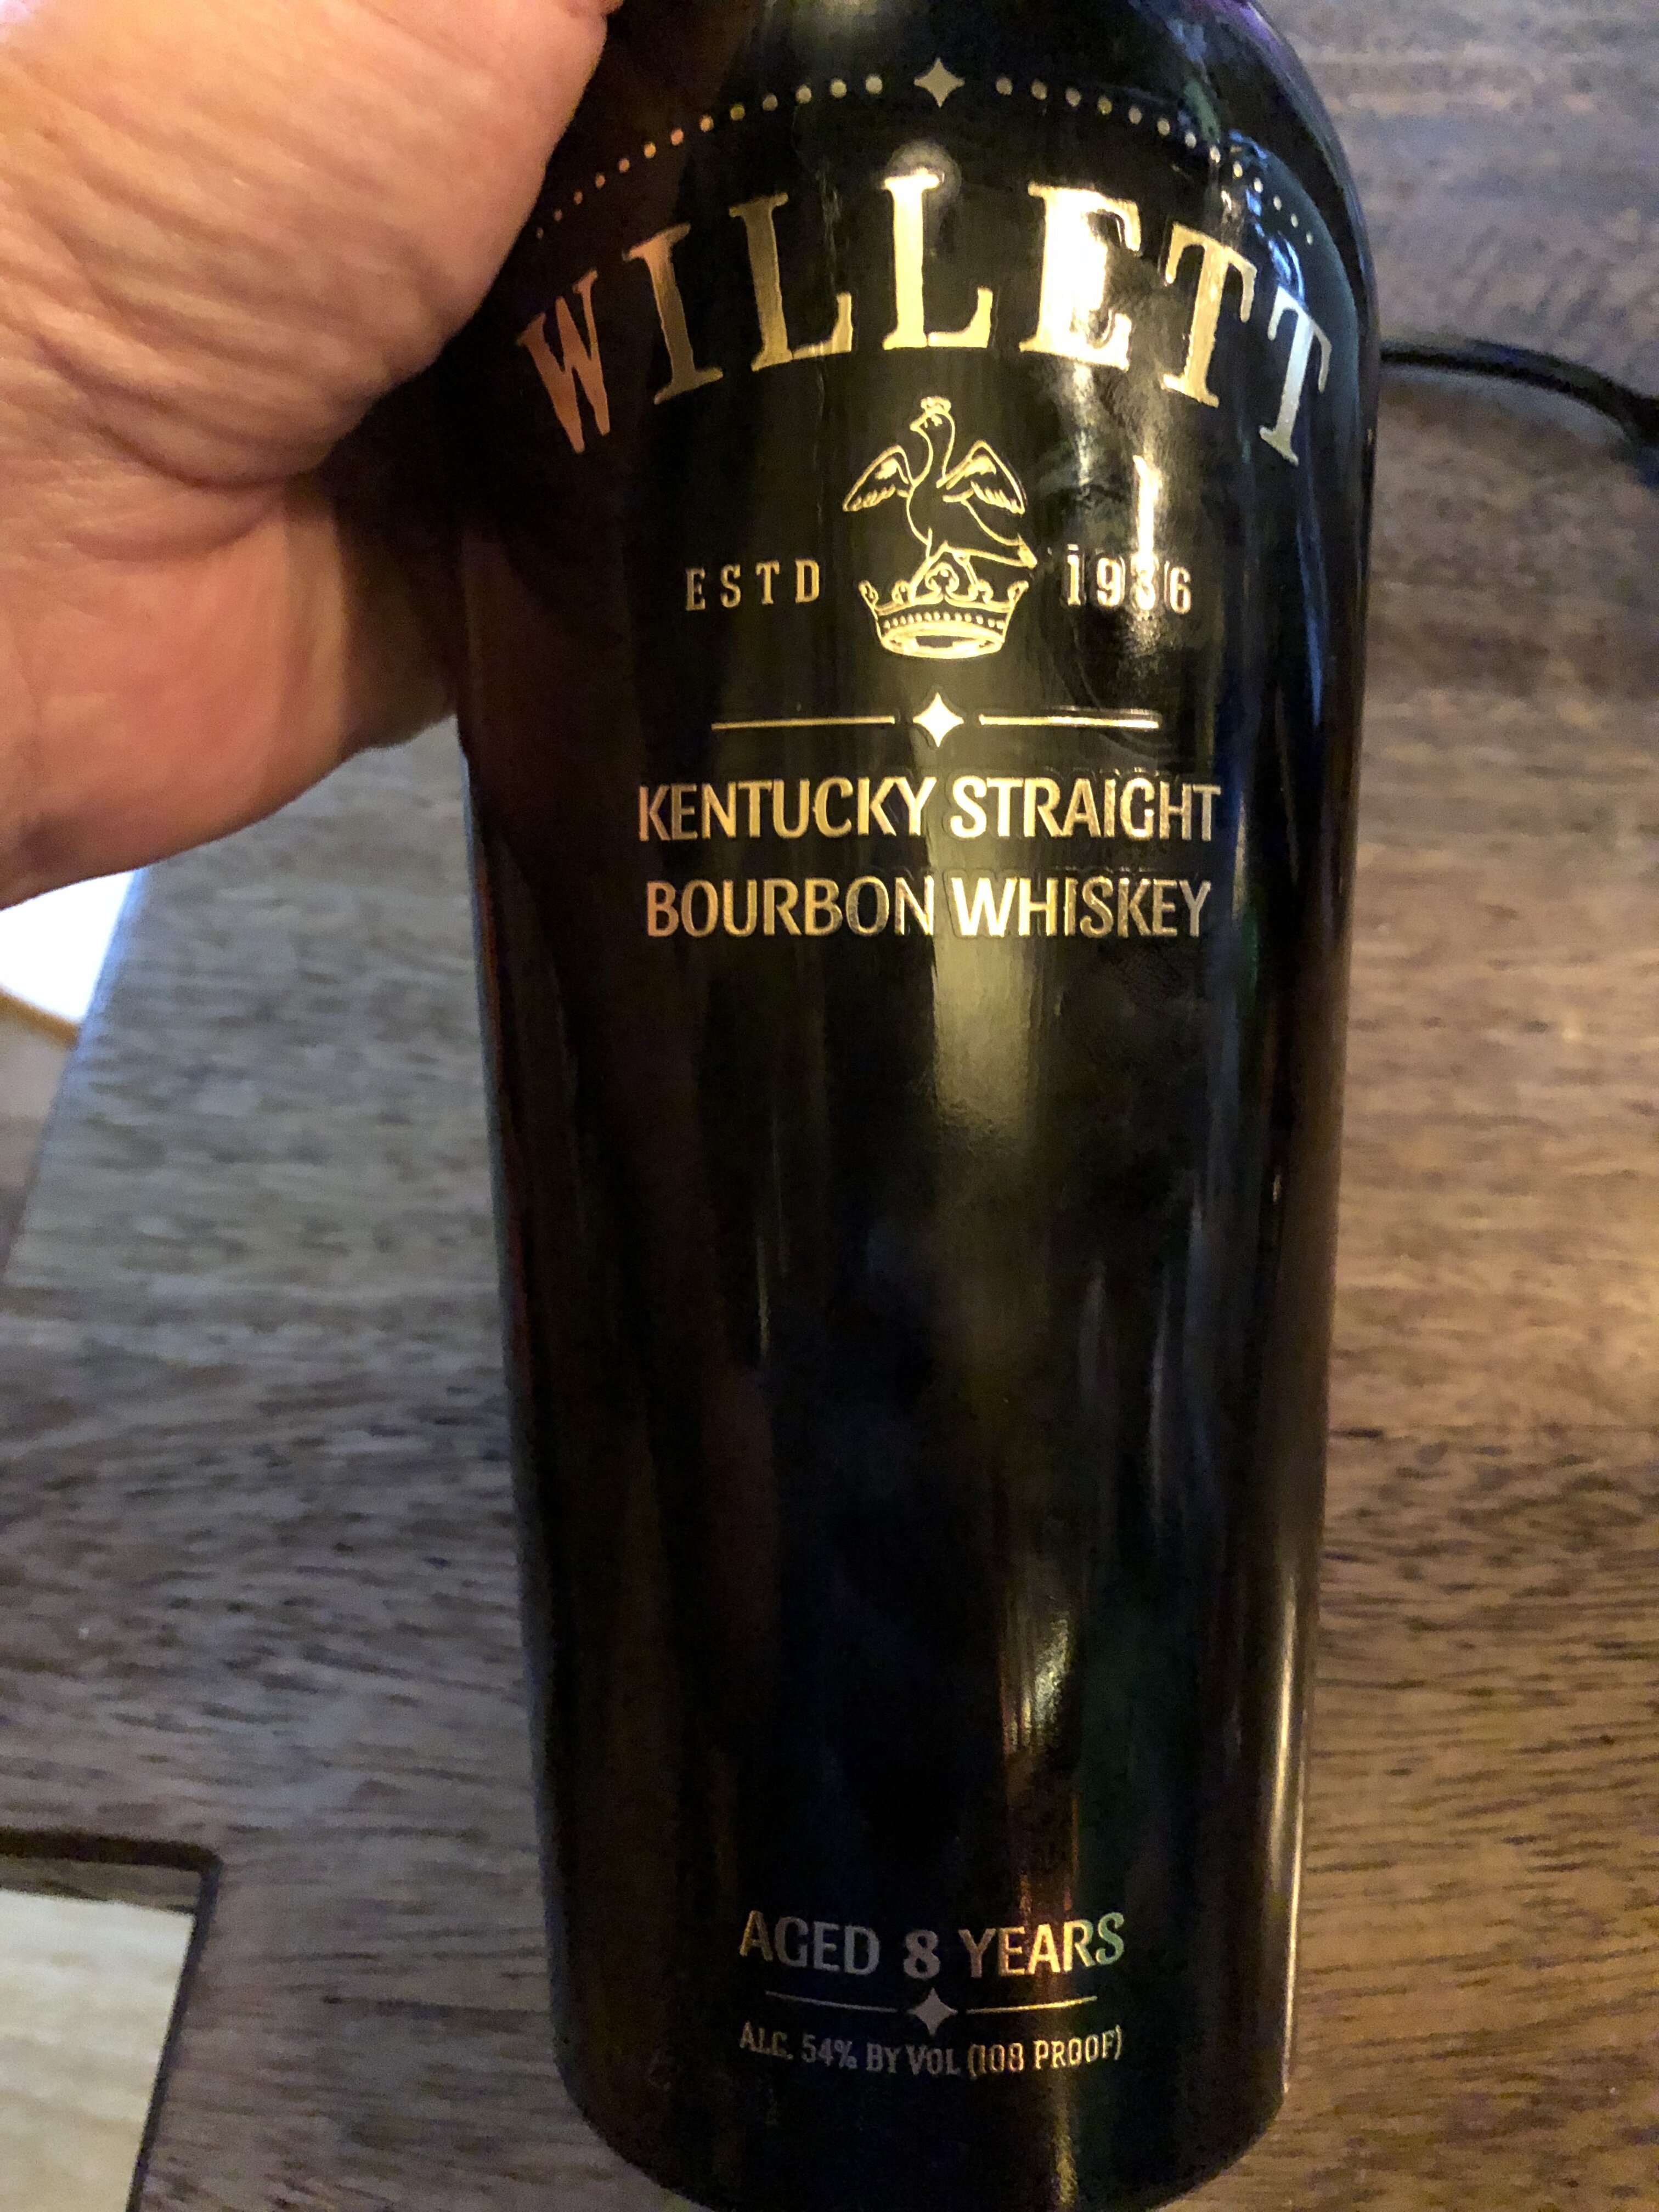 WILLETT
ESTD 1936
KENTUCKY STRAIGHT
BOURBON WHISKEY
AGED 8 YEARS
ALC. 54% BY VOL (108 PROOF)